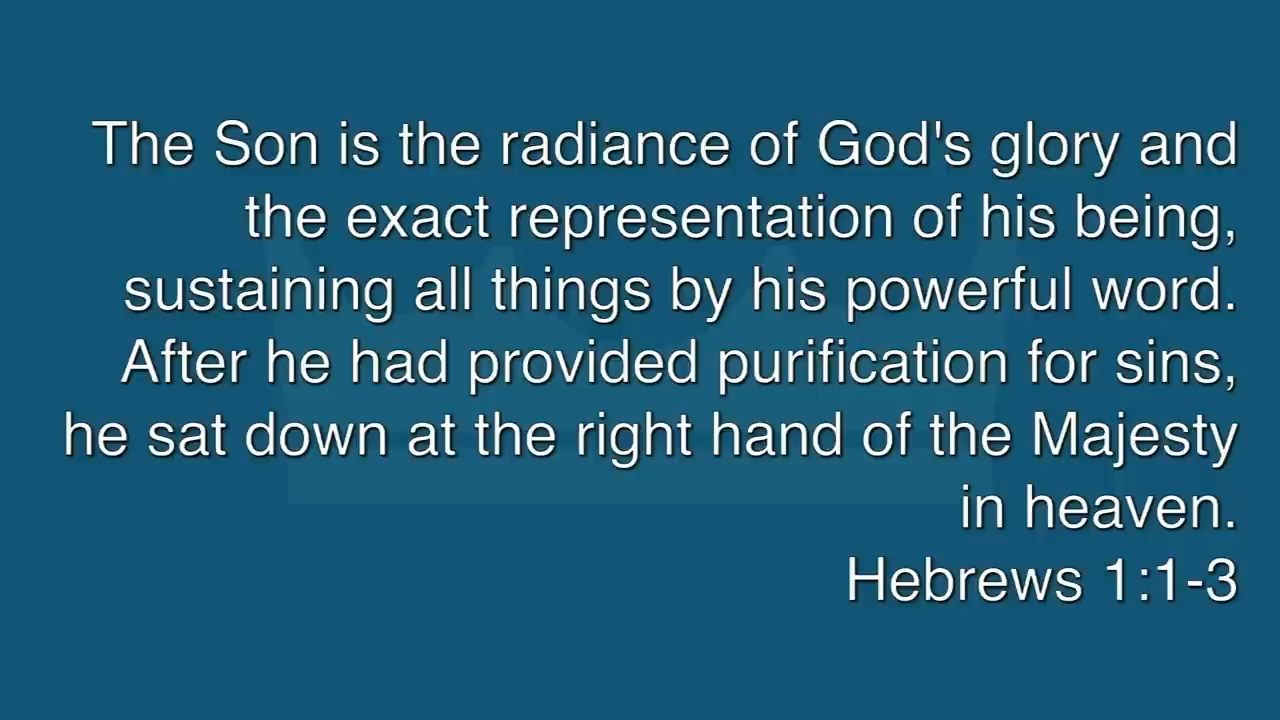 The Son is the radiance of God's glory and
the exact representation of his being,
sustaining all things by his powerful word.
After he had provided purification for sins,
he sat down at the right hand of the Majesty
in heaven.
Hebrews 1:1-3